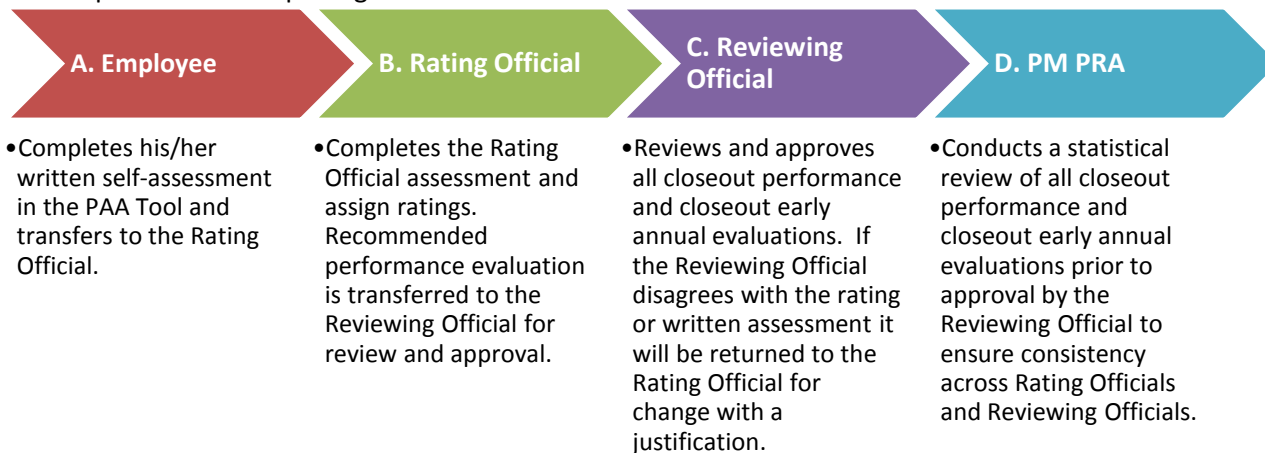 A. Employee
•Completes his/her
written self-assessment
in the PAA Tool and
transfers to the Rating
Official.
B. Rating Official
•Completes the Rating
Official assessment and
assign ratings.
Recommended
performance evaluation
is transferred to the
Reviewing Official for
review and approval.
C. Reviewing
Official
•Reviews and approves
all closeout performance
and closeout early
annual evaluations.  If
the Reviewing Official
disagrees with the rating
or written assessment it
will be returned to the
Rating Official for
change with a
justification.
D. PM PRA
•Conducts a statistical
review of all closeout
performance and
closeout early annual
evaluations prior to
approval by the
Reviewing Official to
ensure consistency
across Rating Officials
and Reviewing Officials.